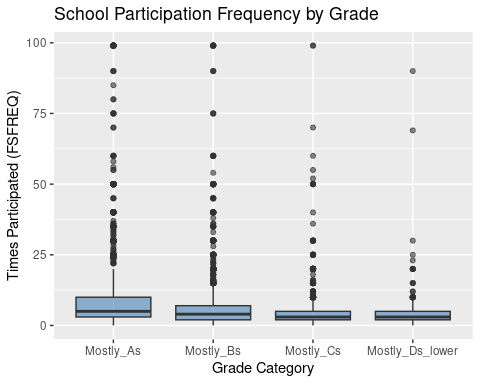 School Participation Frequency by Grade
Times Participated (FSFREQ)
100
75
50
25
0
Mostly_As Mostly_Bs Mostly_Cs Mostly_Ds_lower
Grade Category